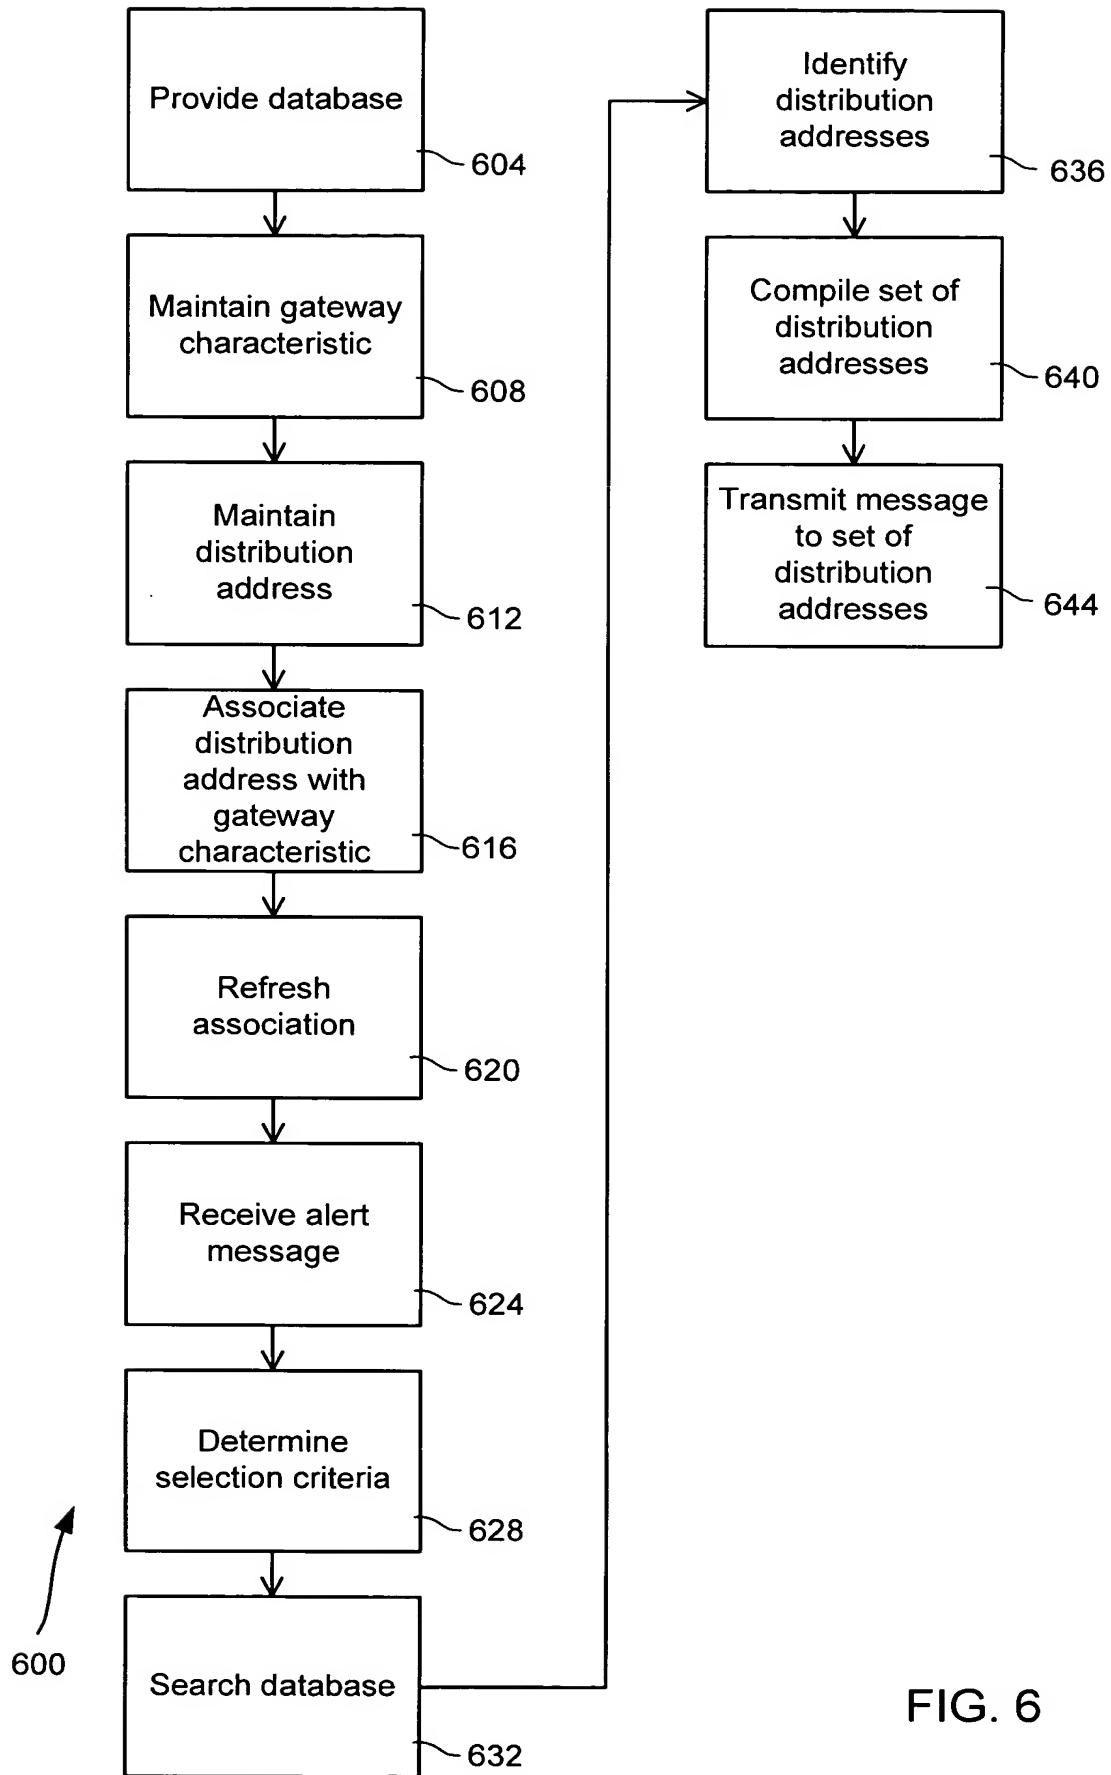 Provide database
604
Maintain gateway
characteristic
608
Maintain
distribution
address
612
Associate
distribution
address with
gateway
characteristic
616
Refresh
association
620
Receive alert
message
624
Determine
selection criteria
628
Search database
632
600
Identify
distribution
addresses
636
Compile set of
distribution
addresses
640
Transmit message
to set of
distribution
addresses
644
FIG. 6